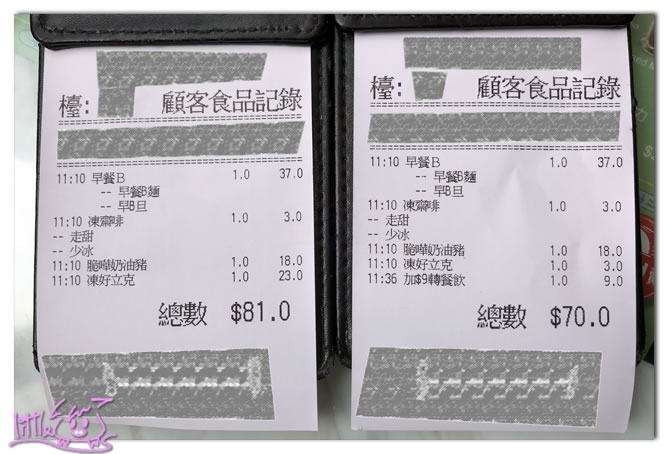 檯:
顧客食品記錄
11:10 早餐B 1.0 37.0
-- 早餐B麵
-- 早B旦
11:10 凍齋啡 1.0 3.0
-- 走甜
-- 少冰
11:10 脆嘩奶油豬 1.0 18.0
11:10 凍好立克 1.0 23.0
總數 $81.0
檯:
顧客食品記錄
11:10 早餐B 1.0 37.0
-- 早餐B麵
-- 早B旦
11:10 凍齋啡 1.0 3.0
-- 走甜
-- 少冰
11:10 脆嘩奶油豬 1.0 18.0
11:10 凍好立克 1.0 3.0
11:36 加$9轉餐飲 1.0 9.0
總數 $70.0
little